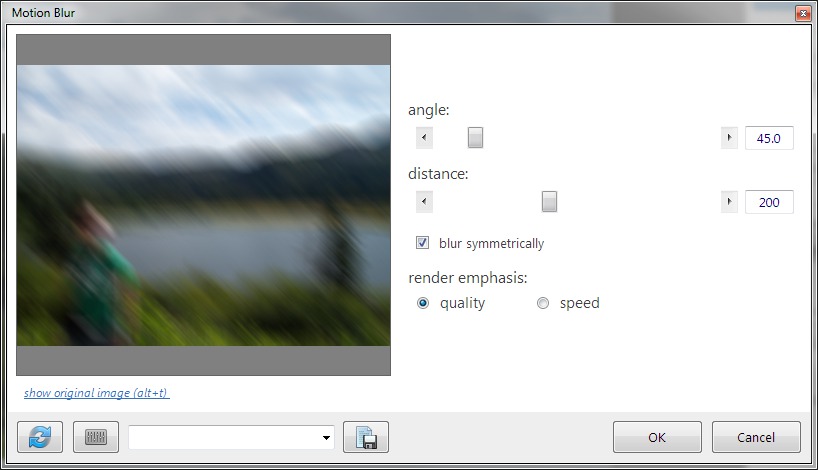 Motion Blur
angle:
45.0
distance:
200
blur symmetrically
render emphasis:
quality
speed
show original image (alt+t)
OK
Cancel